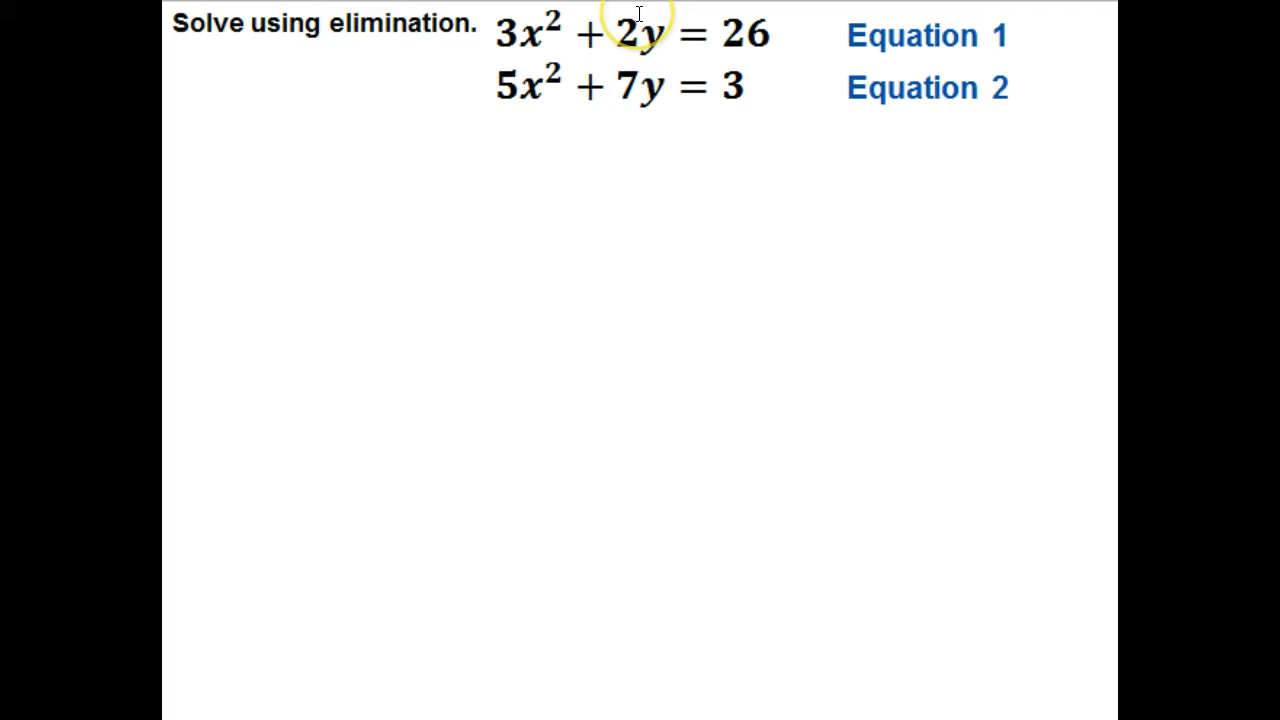 Solve using elimination. 3x² + 2y = 26 Equation 1
5x² + 7y = 3 Equation 2